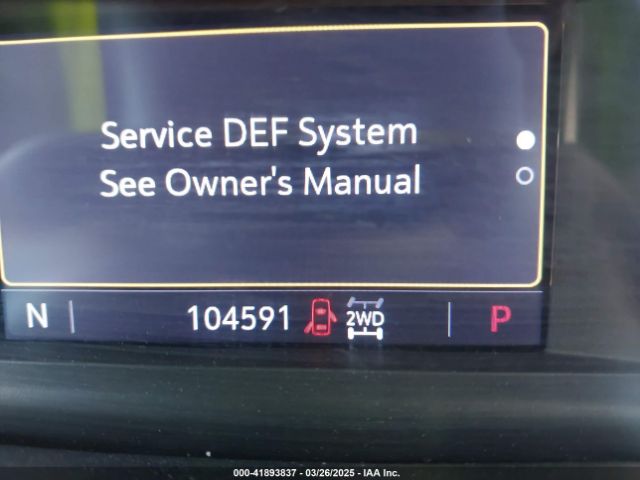 Service DEF System
See Owner's Manual
N 104591 2WD P
000-41893837 - 03/26/2025 - IAA Inc.